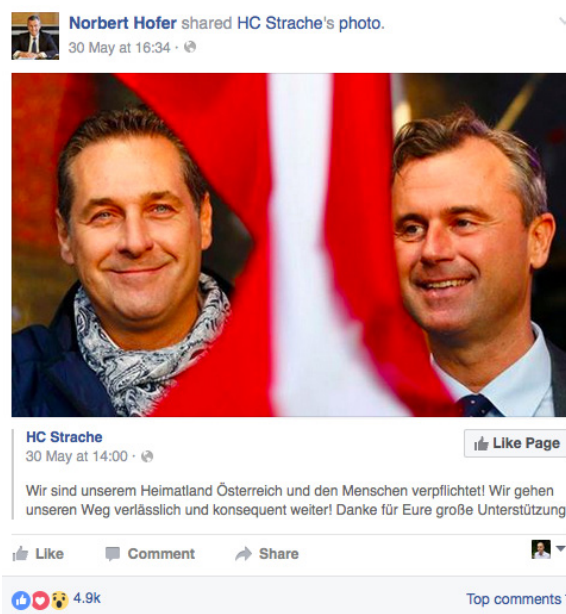 Norbert Hofer shared HC Strache's photo.
30 May at 16:34 ·
HC Strache
30 May at 14:00 ·
Like Page
Wir sind unserem Heimatland Österreich und den Menschen verpflichtet! Wir gehen
unseren Weg verlässlich und konsequent weiter! Danke für Eure große Unterstützung
Like Comment Share
4.9k Top comments